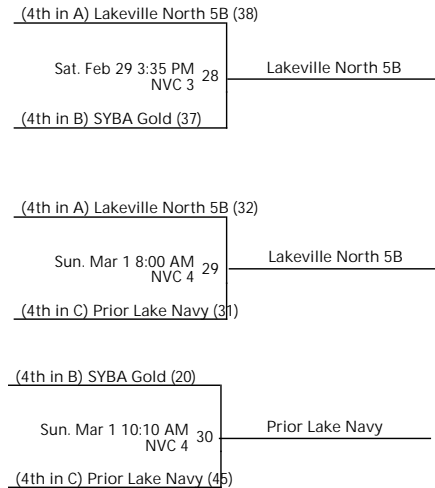 (4th in A) Lakeville North 5B (38)
Sat. Feb 29 3:35 PM
NVC 3
28
Lakeville North 5B
(4th in B) SYBA Gold (37)
(4th in A) Lakeville North 5B (32)
Sun. Mar 1 8:00 AM
NVC 4
29
Lakeville North 5B
(4th in C) Prior Lake Navy (31)
(4th in B) SYBA Gold (20)
Sun. Mar 1 10:10 AM
NVC 4
30
Prior Lake Navy
(4th in C) Prior Lake Navy (45)